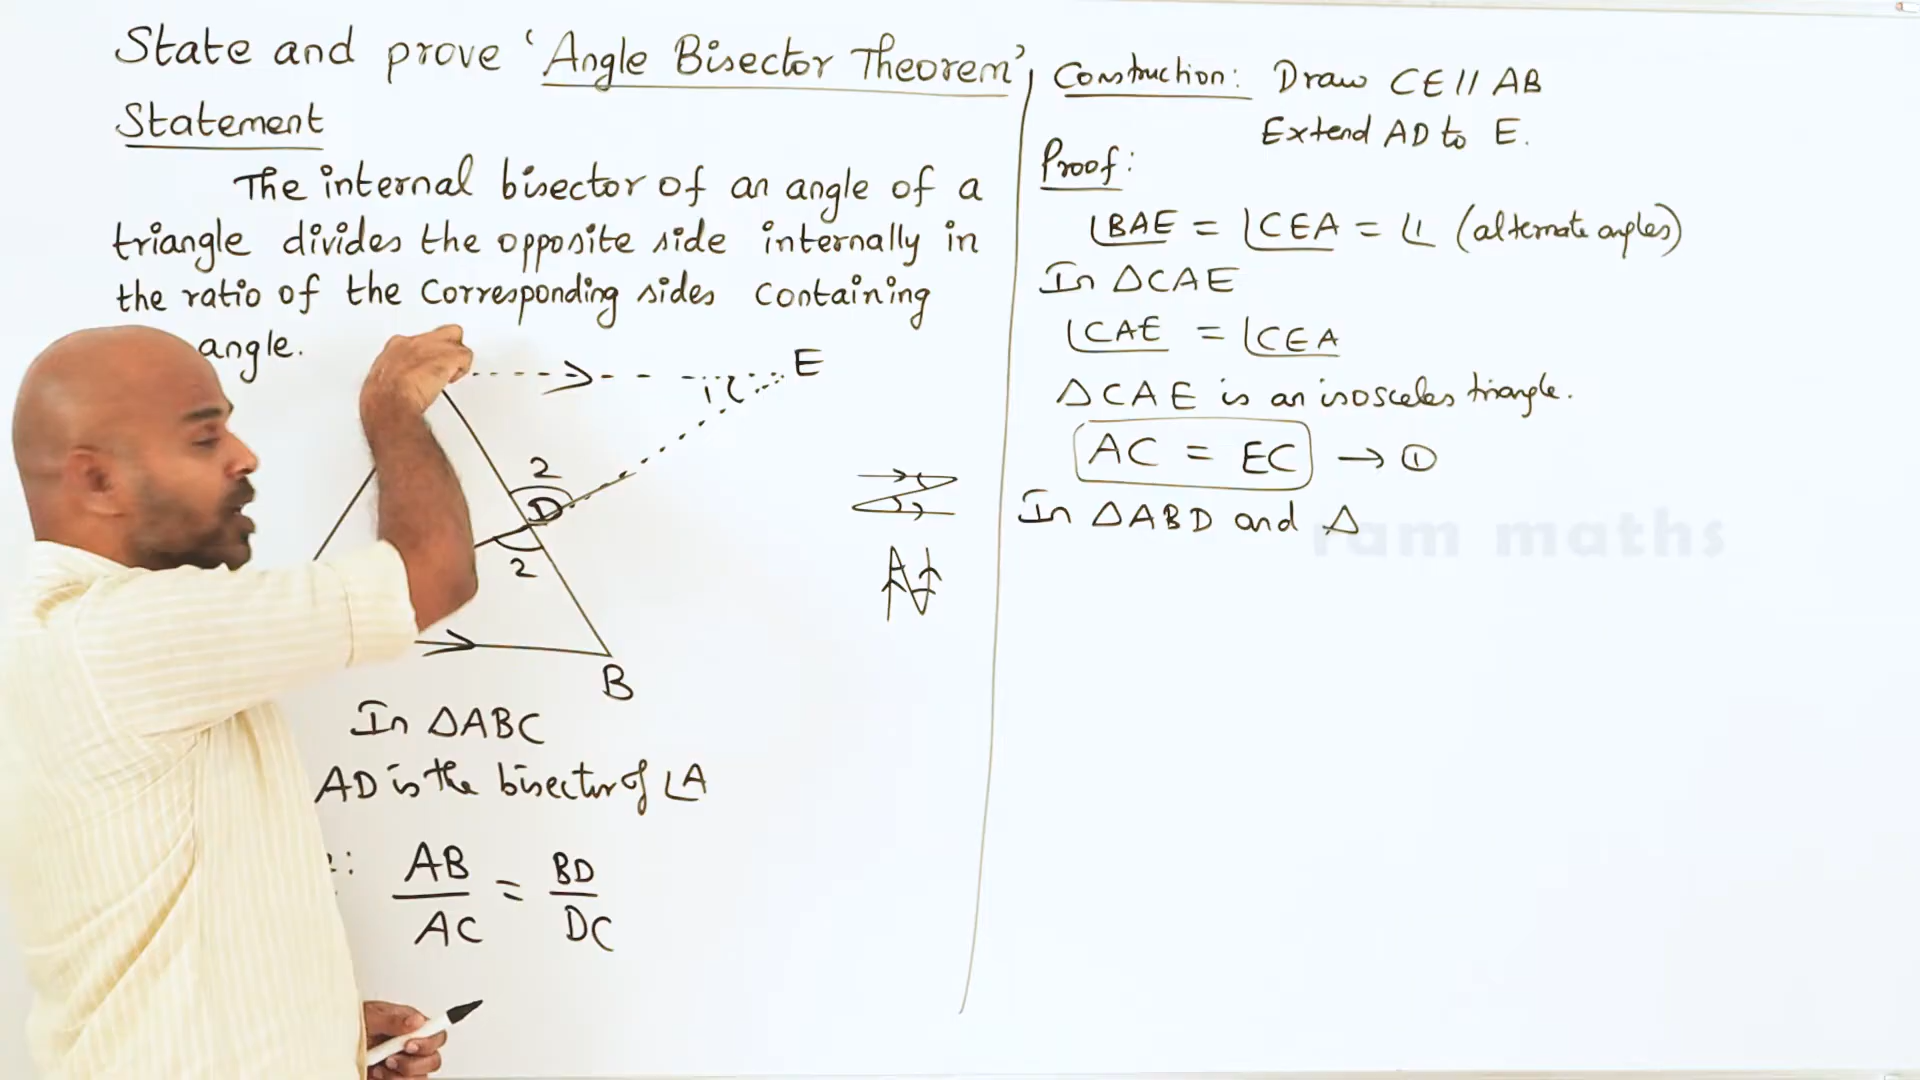 State and prove ‘Angle Bisector Theorem’
Statement
The internal bisector of an angle of a
triangle divides the opposite side internally in
the ratio of the corresponding sides containing
angle.
E
1
2
D
2
B
In ΔABC
AD is the bisector of ∠A
AB/AC = BD/DC
Construction: Draw CE // AB
Extend AD to E.
Proof:
∠BAE = ∠CEA = ∠1 (alternate angles)
In ΔCAE
∠CAE = ∠CEA
ΔCAE is an isosceles triangle.
AC = EC → ①
In ΔABD and Δ
ram maths